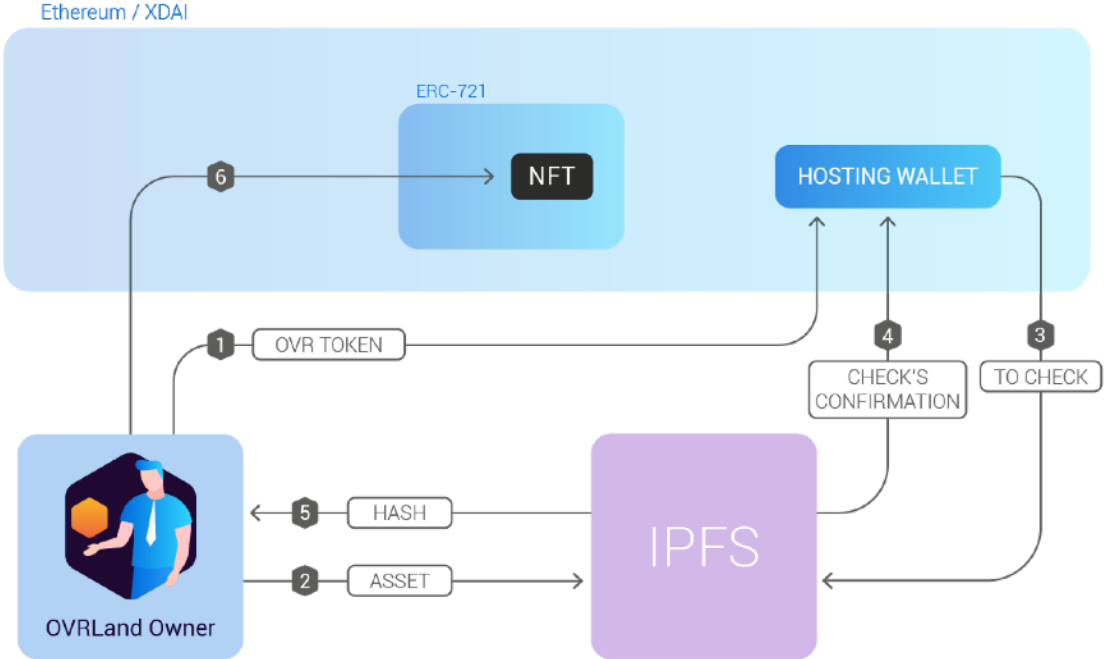 Ethereum / XDAI
ERC-721
6
NFT
HOSTING WALLET
1
OVR TOKEN
4
3
CHECK'S
CONFIRMATION
TO CHECK
5
HASH
IPFS
2
ASSET
OVRLand Owner